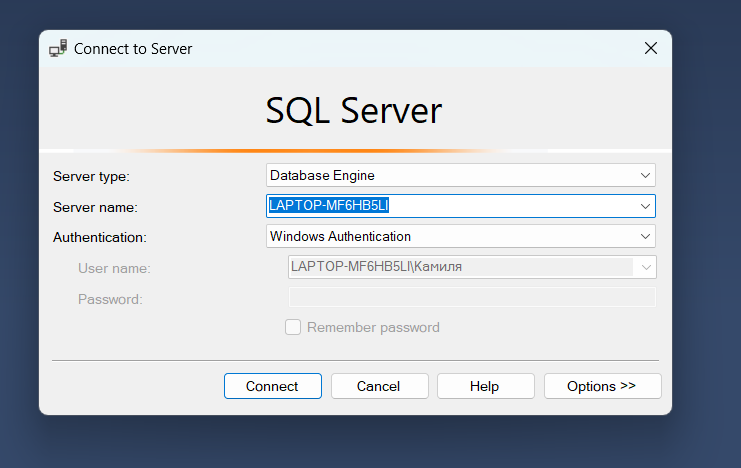 Connect to Server
SQL Server
Server type: Database Engine
Server name: LAPTOP-MF6HB5LI
Authentication: Windows Authentication
User name: LAPTOP-MF6HB5LI\Камиля
Password:
Remember password
Connect Cancel Help Options >>